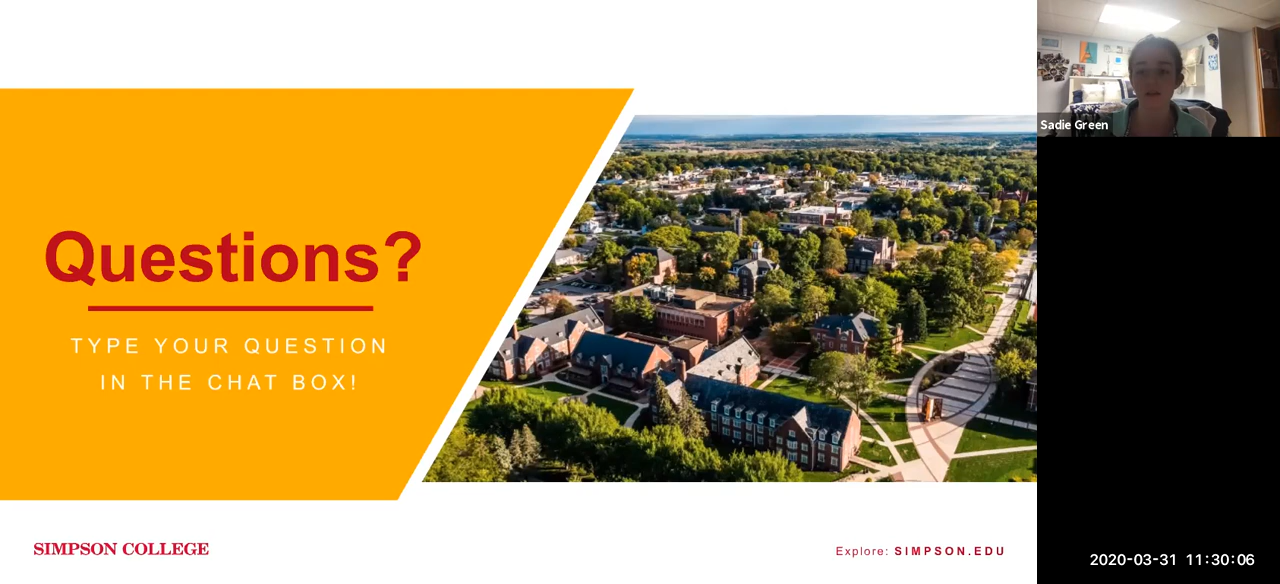 Questions?
TYPE YOUR QUESTION
IN THE CHAT BOX!
SIMPSON COLLEGE
Explore: SIMPSON.EDU
Sadie Green
2020-03-31 11:30:06